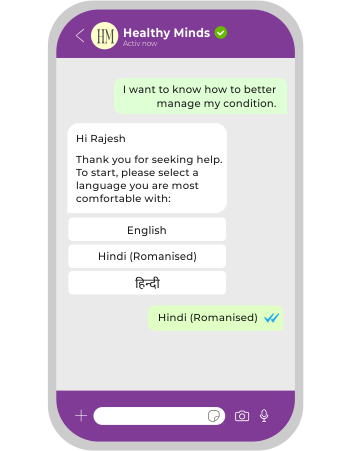 HM
Healthy Minds
Activ now
I want to know how to better
manage my condition.
Hi Rajesh
Thank you for seeking help.
To start, please select a
language you are most
comfortable with:
English
Hindi (Romanised)
हिन्दी
Hindi (Romanised)